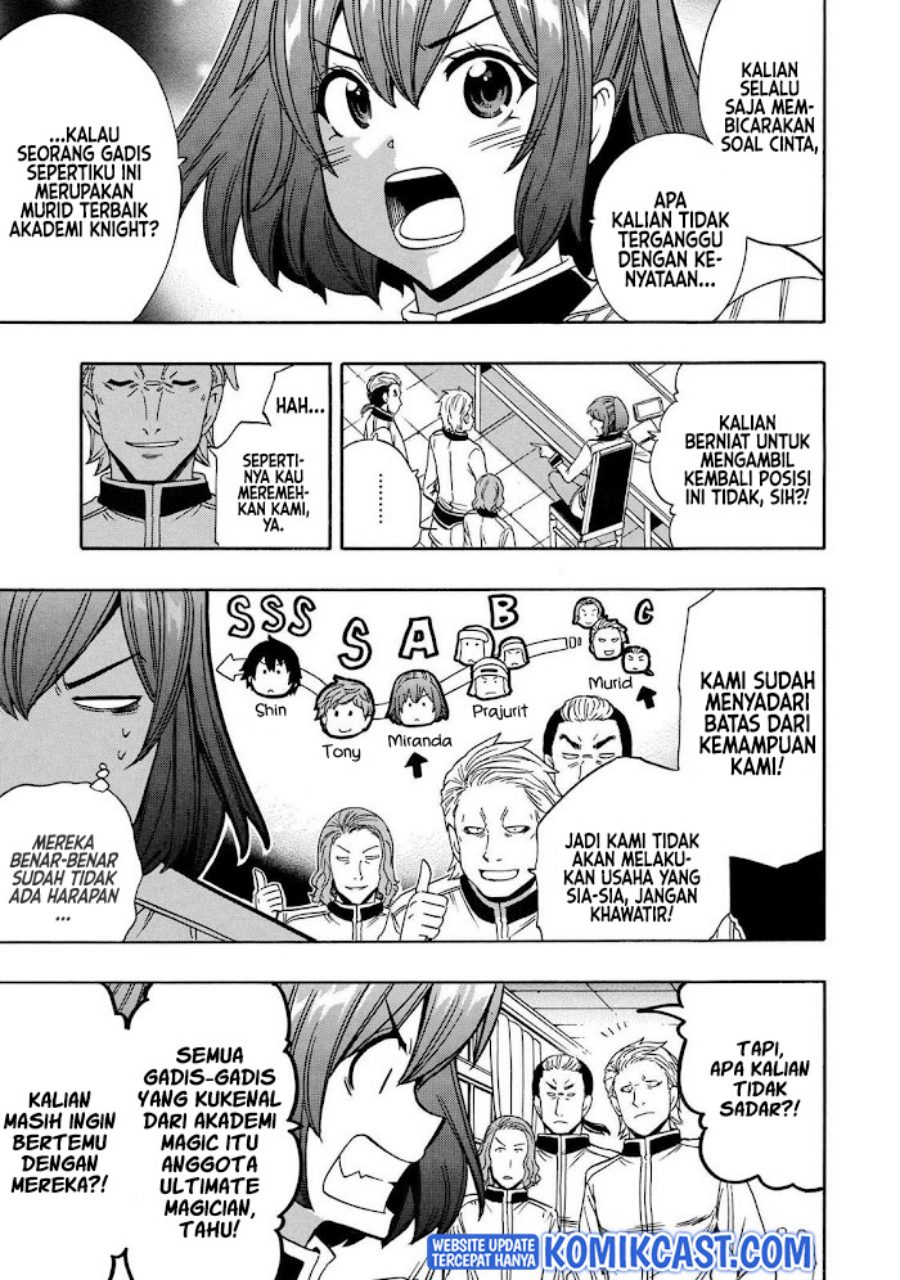 KALIAN
SELALU
SAJA MEM-
BICARAKAN
SOAL CINTA,
APA
KALIAN TIDAK
TERGANGGU
DENGAN KE-
NYATAAN...
...KALAU
SEORANG GADIS
SEPERTIKU INI
MERUPAKAN
MURID TERBAIK
AKADEMI KNIGHT?
KALIAN
BERNIAT UNTUK
MENGAMBIL
KEMBALI POSISI
INI TIDAK, SIH?!
........
HAH...
SEPERTI-
NYA KAU
MEREMEH-
KAN KAMI,
YA.
KAMI SUDAH
MENYADARI
BATAS DARI
KEMAMPUAN
KAMI!
SSS
S
A
B
C
Shin
Tony
Miranda
Prajurit
Murid
JADI KAMI TIDAK
AKAN MELAKU-
KAN USAHA YANG
SIA-SIA, JANGAN
KHAWATIR!
MEREKA
BENAR-BENAR
SUDAH TIDAK
ADA HARAPAN
...
TAPI,
APA KALIAN
TIDAK
SADAR?!
SEMUA
GADIS-GADIS
YANG KUKENAL
DARI AKADEMI
MAGIC ITU
ANGGOTA
ULTIMATE
MAGICIAN,
TAHU!
KALIAN
MASIH INGIN
BERTEMU
DENGAN
MEREKA?!
WEBSITE UPDATE
TERCEPAT HANYA
KOMIKCAST.COM